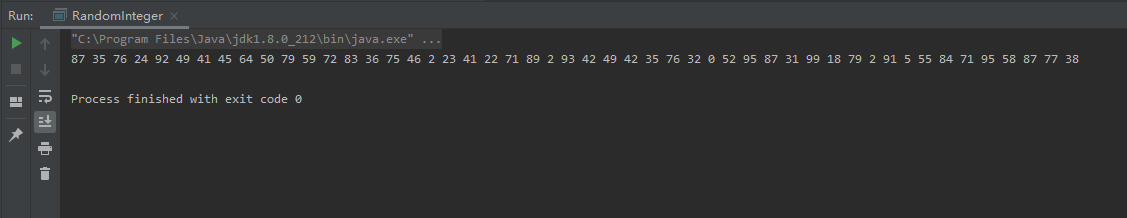 Run: RandomInteger
"C:\Program Files\Java\jdk1.8.0_212\bin\java.exe" ...
87 35 76 24 92 49 41 45 64 50 79 59 72 83 36 75 46 2 23 41 22 71 89 2 93 42 49 42 35 76 32 0 52 95 87 31 99 18 79 2 91 5 55 84 71 95 58 87 77 38
Process finished with exit code 0